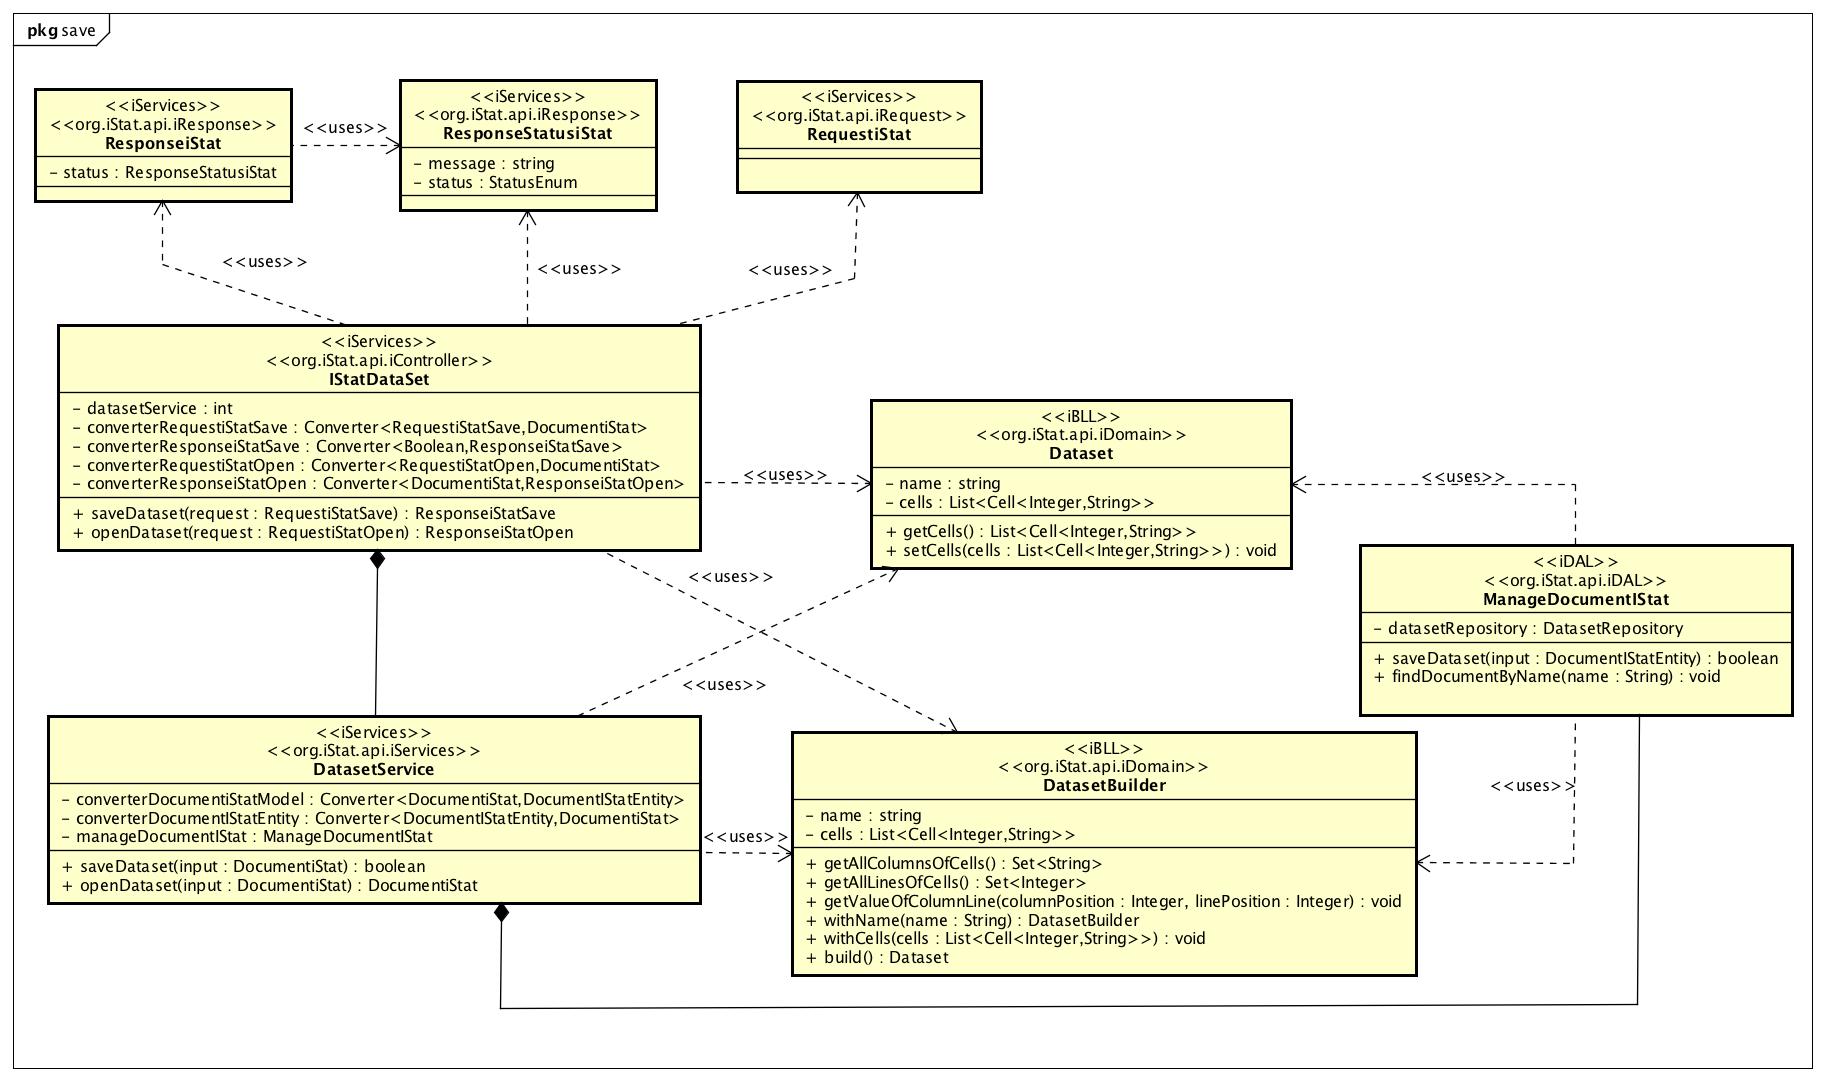 pkg save
<<iServices>>
<<org.iStat.api.iResponse>>
ResponseiStat
- status : ResponseStatusiStat
<<uses>>
<<iServices>>
<<org.iStat.api.iResponse>>
ResponseStatusiStat
- message : string
- status : StatusEnum
<<iServices>>
<<org.iStat.api.iRequest>>
RequestiStat
<<uses>>
<<uses>>
<<uses>>
<<iServices>>
<<org.iStat.api.iController>>
IStatDataSet
- datasetService : int
- converterRequestiStatSave : Converter<RequestiStatSave,DocumentiStat>
- converterResponseiStatSave : Converter<Boolean,ResponseiStatSave>
- converterRequestiStatOpen : Converter<RequestiStatOpen,DocumentiStat>
- converterResponseiStatOpen : Converter<DocumentiStat,ResponseiStatOpen>
+ saveDataset(request : RequestiStatSave) : ResponseiStatSave
+ openDataset(request : RequestiStatOpen) : ResponseiStatOpen
<<uses>>
<<iBLL>>
<<org.iStat.api.iDomain>>
Dataset
- name : string
- cells : List<Cell<Integer,String>>
+ getCells() : List<Cell<Integer,String>>
+ setCells(cells : List<Cell<Integer,String>>) : void
<<uses>>
<<iDAL>>
<<org.iStat.api.iDAL>>
ManageDocumentIStat
- datasetRepository : DatasetRepository
+ saveDataset(input : DocumentIStatEntity) : boolean
+ findDocumentByName(name : String) : void
<<uses>>
<<uses>>
<<iServices>>
<<org.iStat.api.iServices>>
DatasetService
- converterDocumentiStatModel : Converter<DocumentiStat,DocumentIStatEntity>
- converterDocumentIStatEntity : Converter<DocumentIStatEntity,DocumentiStat>
- manageDocumentIStat : ManageDocumentIStat
+ saveDataset(input : DocumentiStat) : boolean
+ openDataset(input : DocumentiStat) : DocumentiStat
<<uses>>
<<iBLL>>
<<org.iStat.api.iDomain>>
DatasetBuilder
- name : string
- cells : List<Cell<Integer,String>>
+ getAllColumnsOfCells() : Set<String>
+ getAllLinesOfCells() : Set<Integer>
+ getValueOfColumnLine(columnPosition : Integer, linePosition : Integer) : void
+ withName(name : String) : DatasetBuilder
+ withCells(cells : List<Cell<Integer,String>>) : void
+ build() : Dataset
<<uses>>